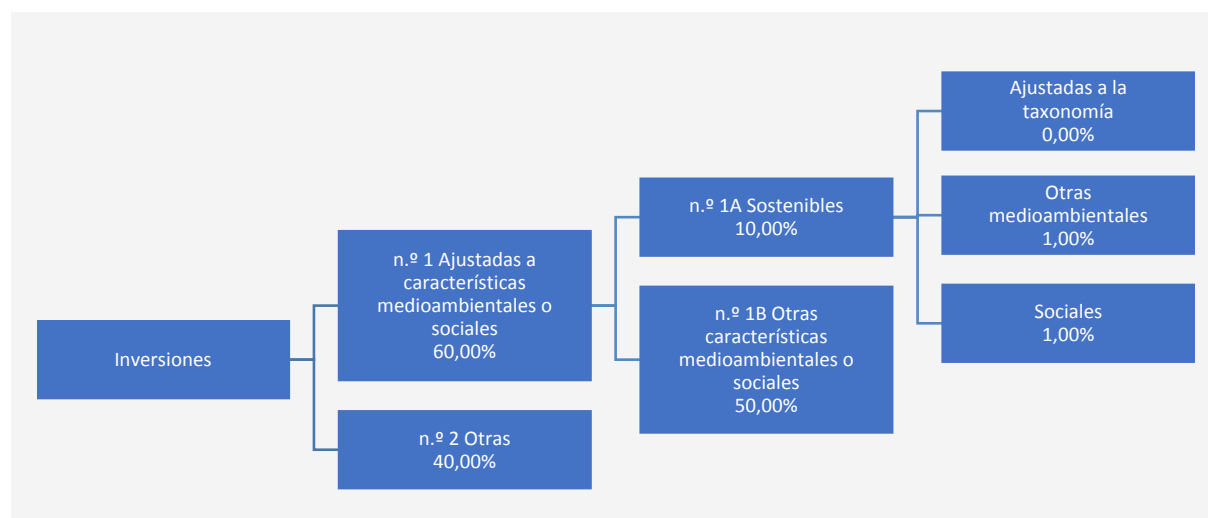 Inversiones
n.º 1 Ajustadas a
características
medioambientales o
sociales
60,00%
n.º 2 Otras
40,00%
n.º 1A Sostenibles
10,00%
n.º 1B Otras
características
medioambientales o
sociales
50,00%
Ajustadas a la
taxonomía
0,00%
Otras
medioambientales
1,00%
Sociales
1,00%